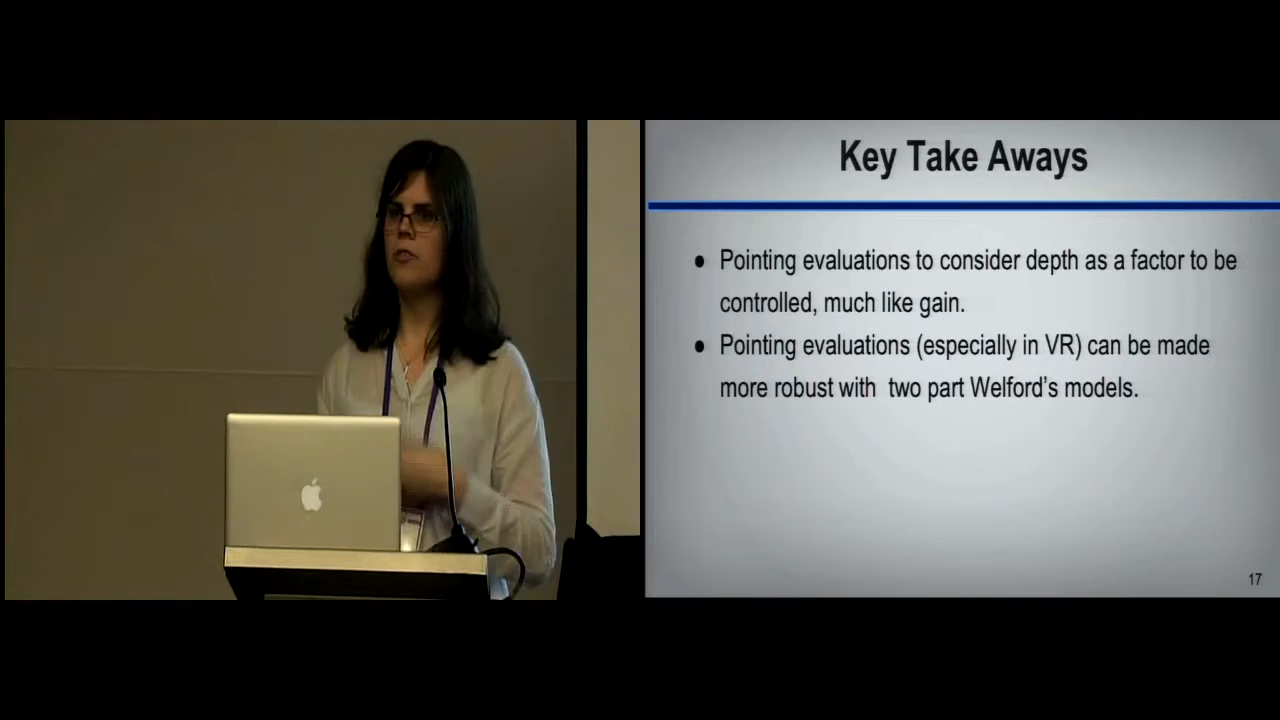 Key Take Aways
● Pointing evaluations to consider depth as a factor to be
controlled, much like gain.
● Pointing evaluations (especially in VR) can be made
more robust with two part Welford's models.
17